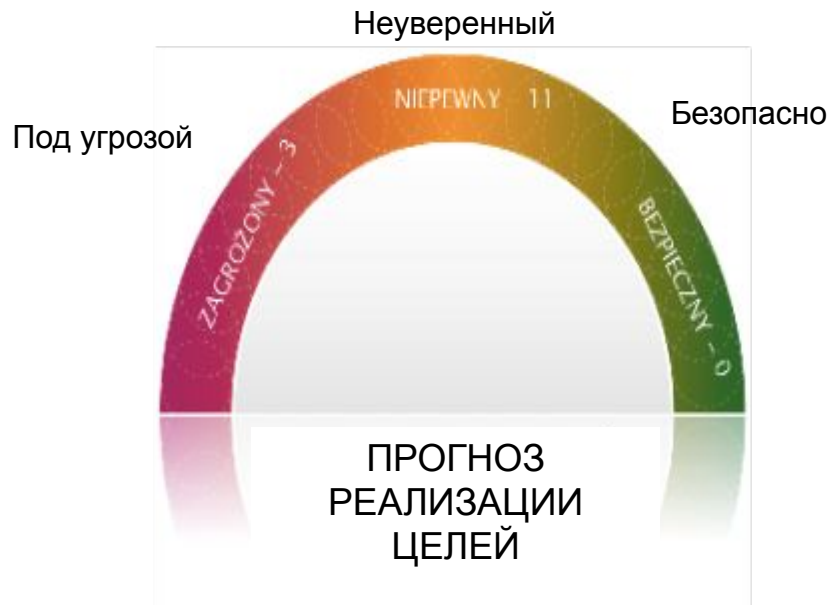 Неуверенный
Под угрозой
Безопасно
ZAGROŻONY – 3
NIEPEWNY 11
BEZPIECZNY – 0
ПРОГНОЗ
РЕАЛИЗАЦИИ
ЦЕЛЕЙ